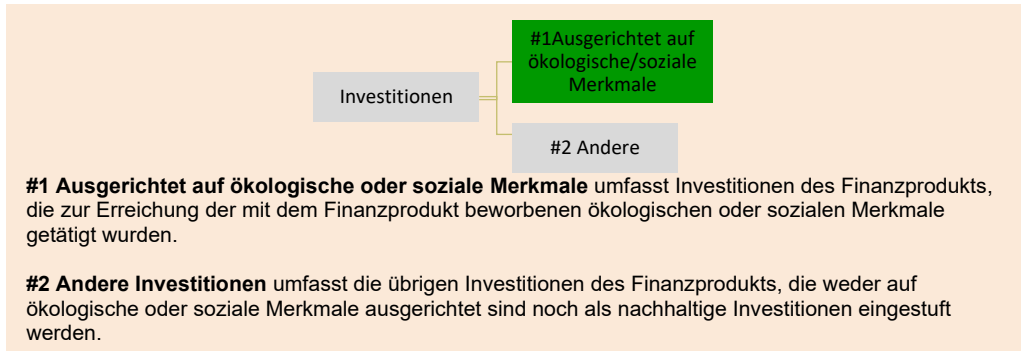 #1Ausgerichtet auf
ökologische/soziale
Merkmale
Investitionen
#2 Andere
#1 Ausgerichtet auf ökologische oder soziale Merkmale umfasst Investitionen des Finanzprodukts,
die zur Erreichung der mit dem Finanzprodukt beworbenen ökologischen oder sozialen Merkmale
getätigt wurden.
#2 Andere Investitionen umfasst die übrigen Investitionen des Finanzprodukts, die weder auf
ökologische oder soziale Merkmale ausgerichtet sind noch als nachhaltige Investitionen eingestuft
werden.